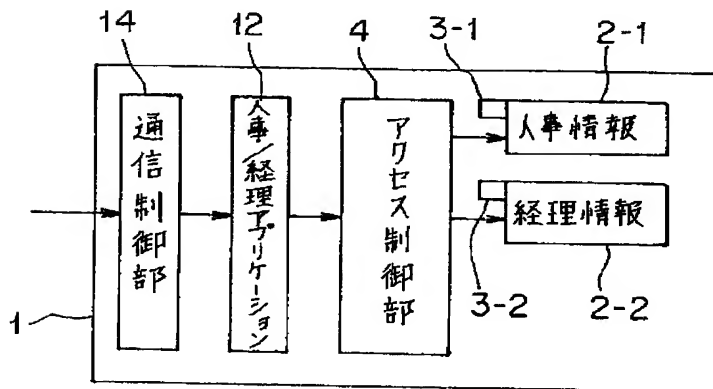 14
12
4
3-1
2-1
通信制御部
人事/経理アプリケーション
アクセス制御部
人事情報
経理情報
1
3-2
2-2